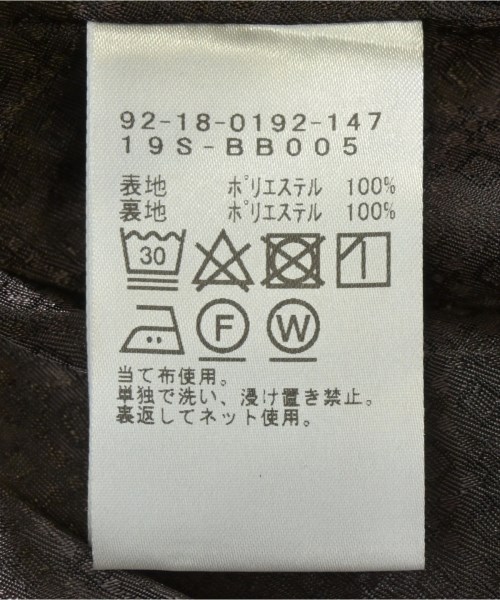 92-18-0192-147
19S-BB005
表地 ポリエステル 100%
裏地 ポリエステル 100%
30
F W
当て布使用。
単独で洗い、浸け置き禁止。
裏返してネット使用。